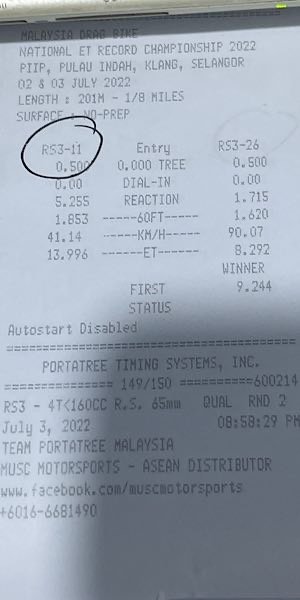 MALAYSIA DRAG BIKE
NATIONAL ET RECORD CHAMPIONSHIP 2022
PIIP, PULAU INDAH, KLANG, SELANGOR
02 & 03 JULY 2022
LENGTH : 201M - 1/8 MILES
SURFACE : NO-PREP
RS3-11 Entry RS3-26
0.500 0.000 TREE 0.500
0.00 DIAL-IN 0.00
5.255 REACTION 1.715
1.853 -----60FT----- 1.620
41.14 -----KM/H----- 90.07
13.996 ------ET------ 8.292
WINNER
FIRST 9.244
STATUS
Autostart Disabled
========================================
PORTATREE TIMING SYSTEMS, INC.
=============== 149/150 ==========600214
RS3 - 4T<160CC R.S. 65mm QUAL RND 2
July 3, 2022 08:58:29 PM
TEAM PORTATREE MALAYSIA
MUSC MOTORSPORTS - ASEAN DISTRIBUTOR
www.facebook.com/muscmotorsports
+6016-6681490